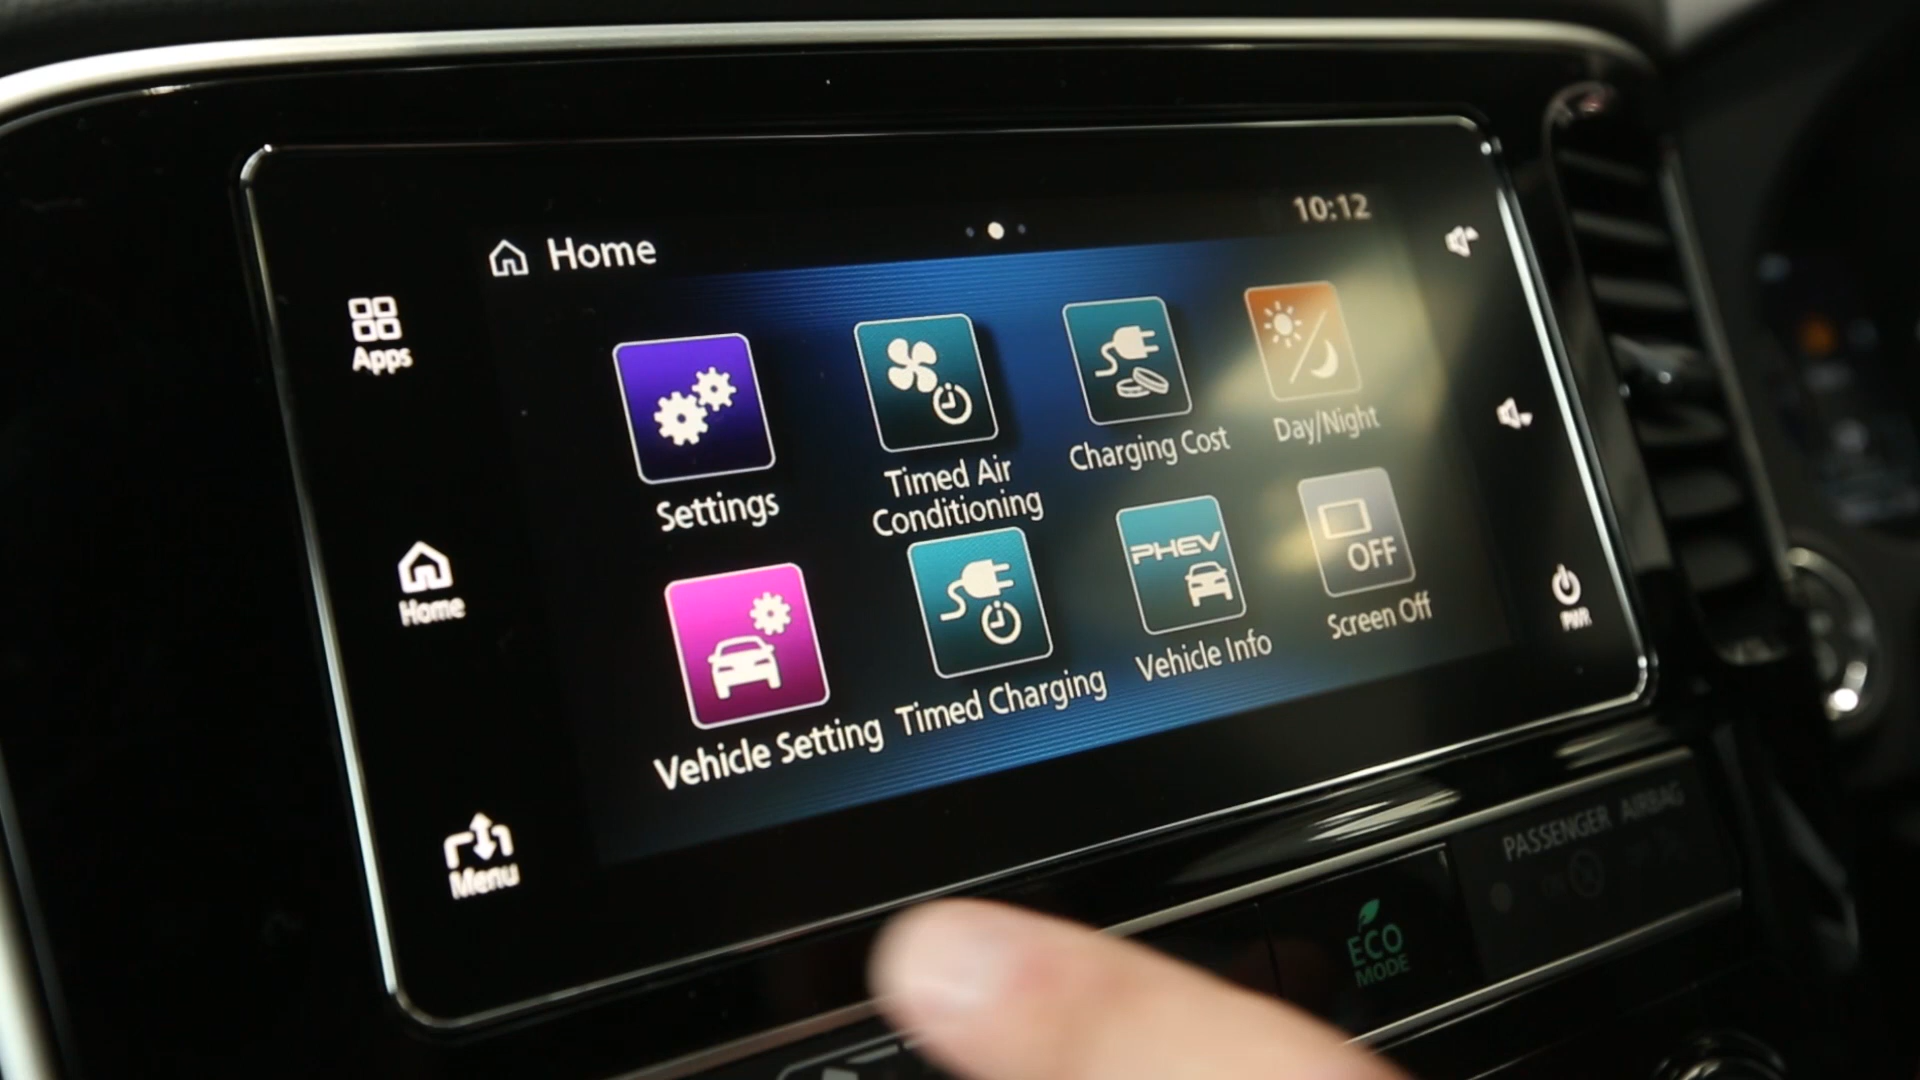 Home
10:12
Apps
Settings
Timed Air
Conditioning
Charging Cost
Day/Night
Home
Vehicle Setting
Timed Charging
PHEV
Vehicle Info
OFF
Screen Off
PWR
Menu
PASSENGER AIRBAG
ECO
MODE